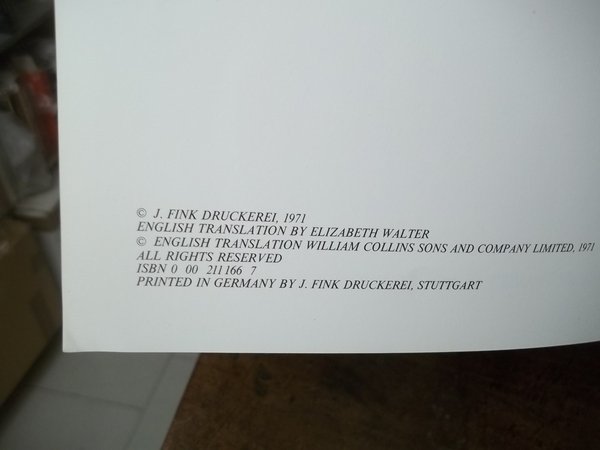 © J. FINK DRUCKEREI, 1971
ENGLISH TRANSLATION BY ELIZABETH WALTER
© ENGLISH TRANSLATION WILLIAM COLLINS SONS AND COMPANY LIMITED, 1971
ALL RIGHTS RESERVED
ISBN 0 00 211166 7
PRINTED IN GERMANY BY J. FINK DRUCKEREI, STUTTGART